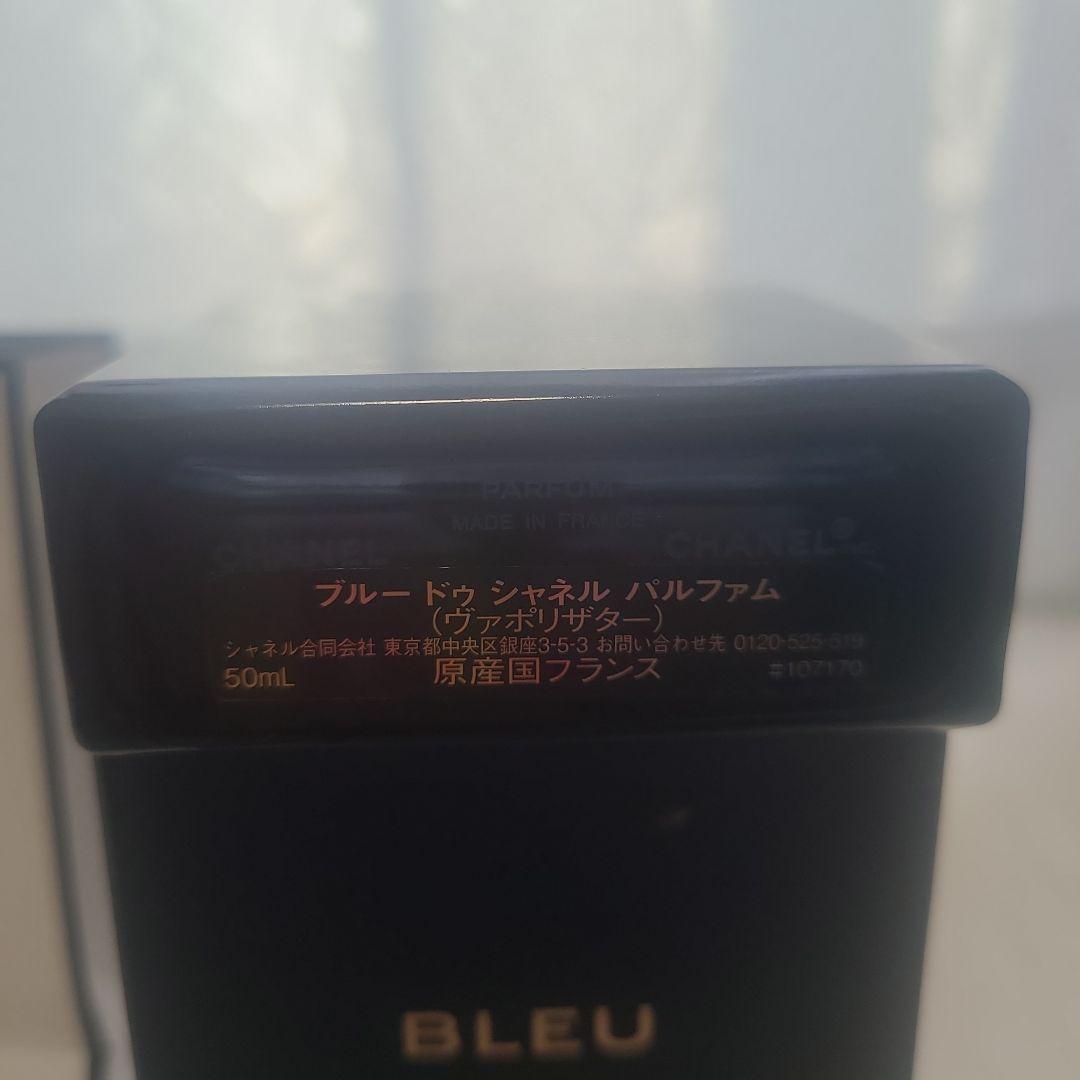 PARFUM
MADE IN FRANCE
CHANEL CHANEL®
ブルー ドゥ シャネル パルファム
(ヴァポリザター)
シャネル合同会社 東京都中央区銀座3-5-3 お問い合わせ先 0120-525-519
50mL 原産国フランス #107170
BLEU